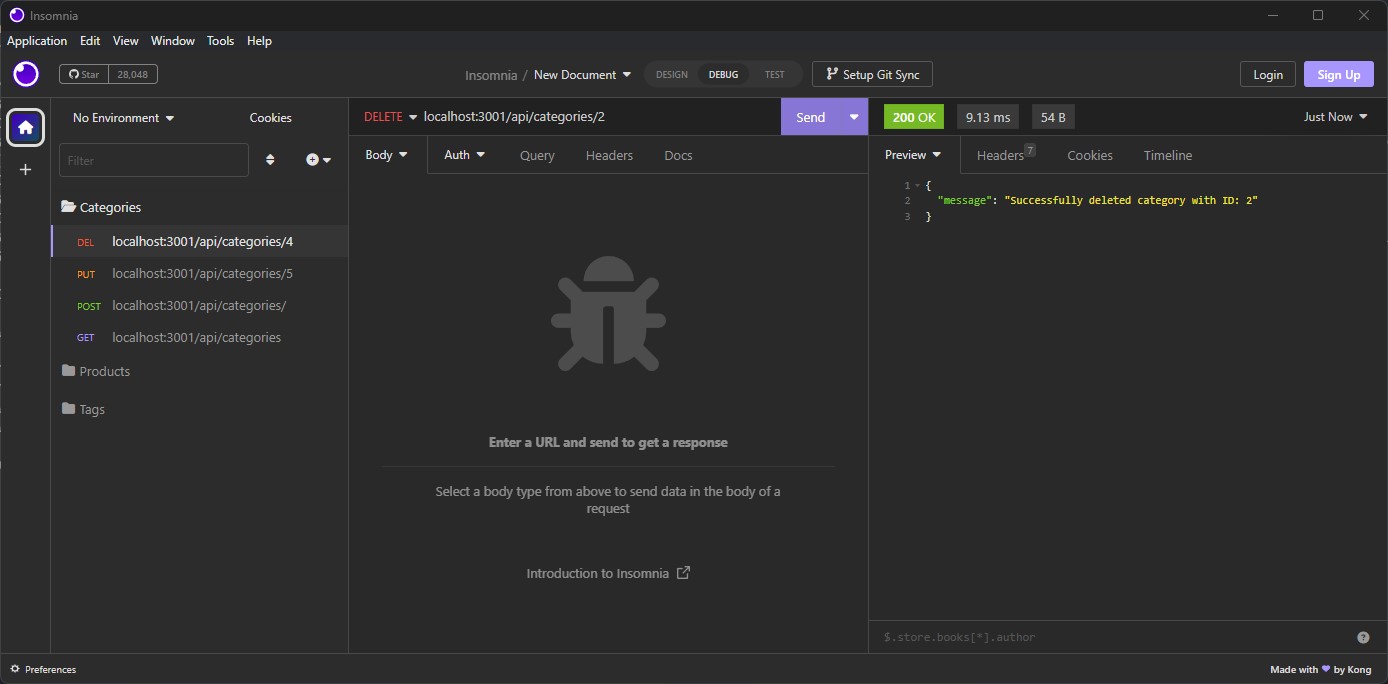 Insomnia
Application Edit View Window Tools Help
Star 28,048
Insomnia / New Document
DESIGN DEBUG TEST
Setup Git Sync
Login Sign Up
No Environment Cookies
Filter
Categories
DEL localhost:3001/api/categories/4
PUT localhost:3001/api/categories/5
POST localhost:3001/api/categories/
GET localhost:3001/api/categories
Products
Tags
DELETE localhost:3001/api/categories/2 Send
Body Auth Query Headers Docs
Enter a URL and send to get a response
Select a body type from above to send data in the body of a
request
Introduction to Insomnia
200 OK 9.13 ms 54 B Just Now
Preview Headers 7 Cookies Timeline
1 {
2 "message": "Successfully deleted category with ID: 2"
3 }
$.store.books[*].author
Preferences
Made with by Kong